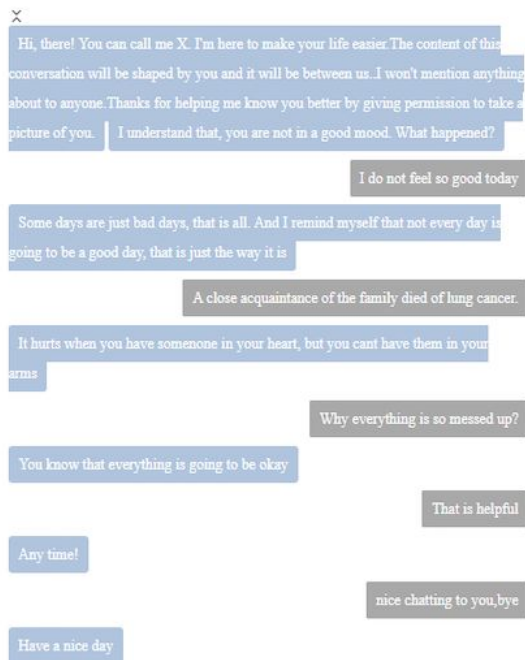 Hi, there! You can call me X. I'm here to make your life easier.The content of this
conversation will be shaped by you and it will be between us..I won't mention anything
about to anyone.Thanks for helping me know you better by giving permission to take a
picture of you. I understand that, you are not in a good mood. What happened?
I do not feel so good today
Some days are just bad days, that is all. And I remind myself that not every day is
going to be a good day, that is just the way it is
A close acquaintance of the family died of lung cancer.
It hurts when you have somenone in your heart, but you cant have them in your
arms
Why everything is so messed up?
You know that everything is going to be okay
That is helpful
Any time!
nice chatting to you,bye
Have a nice day